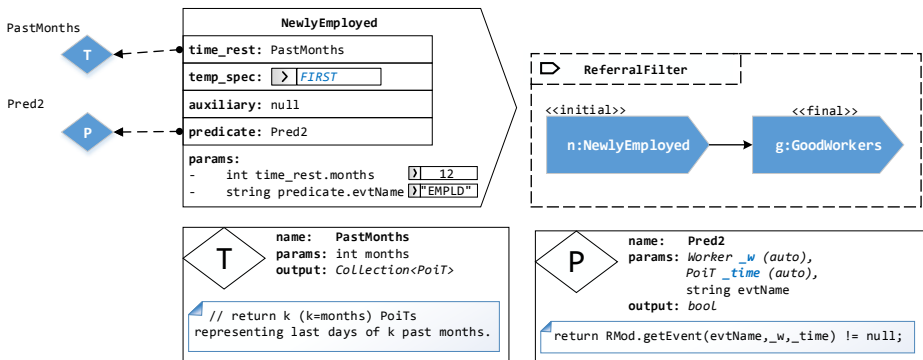 PastMonths
T
Pred2
P
NewlyEmployed
time_rest: PastMonths
temp_spec: FIRST
auxiliary: null
predicate: Pred2
params:
- int time_rest.months 12
- string predicate.evtName "EMPLD"
ReferralFilter
<<initial>> <<final>>
n:NewlyEmployed g:GoodWorkers
T
name: PastMonths
params: int months
output: Collection<PoiT>
// return k (k=months) PoiTs
representing last days of k past months.
P
name: Pred2
params: Worker _w (auto),
PoiT _time (auto),
string evtName
output: bool
return RMod.getEvent(evtName,_w,_time) != null;